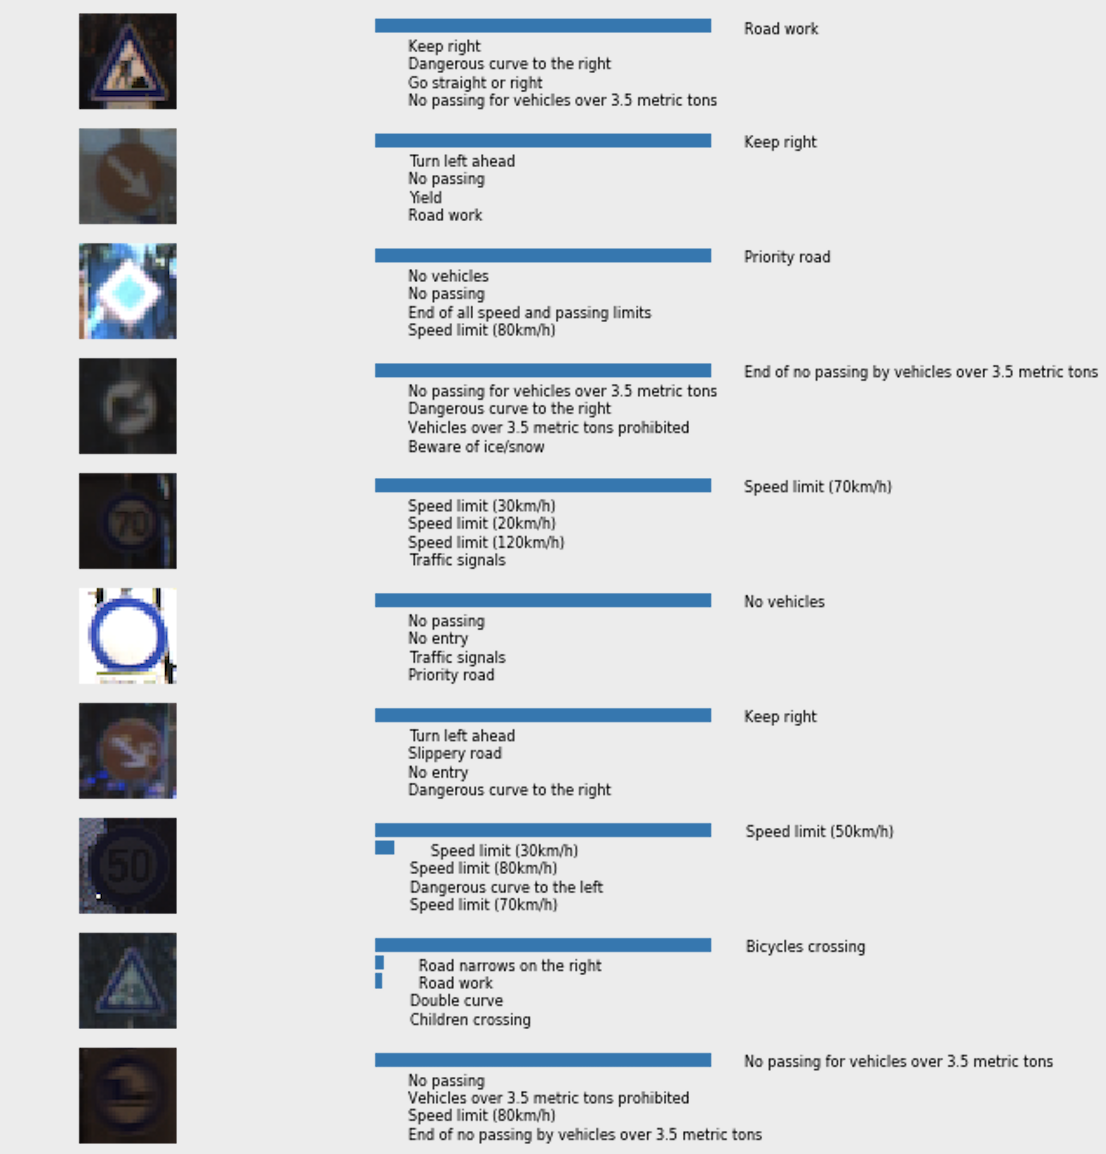 Road work
Keep right
Dangerous curve to the right
Go straight or right
No passing for vehicles over 3.5 metric tons
Keep right
Turn left ahead
No passing
Yield
Road work
Priority road
No vehicles
No passing
End of all speed and passing limits
Speed limit (80km/h)
End of no passing by vehicles over 3.5 metric tons
No passing for vehicles over 3.5 metric tons
Dangerous curve to the right
Vehicles over 3.5 metric tons prohibited
Beware of ice/snow
Speed limit (70km/h)
70
Speed limit (30km/h)
Speed limit (20km/h)
Speed limit (120km/h)
Traffic signals
No vehicles
No passing
No entry
Traffic signals
Priority road
Keep right
Turn left ahead
Slippery road
No entry
Dangerous curve to the right
Speed limit (50km/h)
50
Speed limit (30km/h)
Speed limit (80km/h)
Dangerous curve to the left
Speed limit (70km/h)
Bicycles crossing
Road narrows on the right
Road work
Double curve
Children crossing
No passing for vehicles over 3.5 metric tons
No passing
Vehicles over 3.5 metric tons prohibited
Speed limit (80km/h)
End of no passing by vehicles over 3.5 metric tons